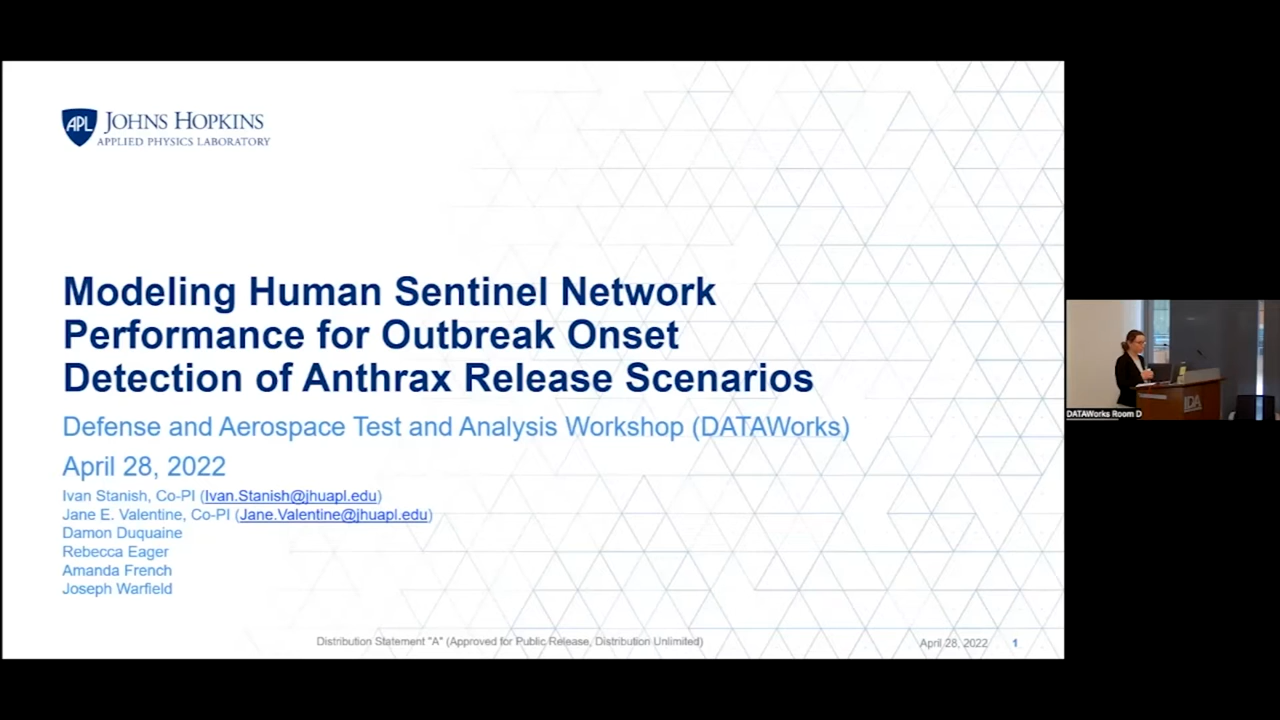 APL
JOHNS HOPKINS
APPLIED PHYSICS LABORATORY
Modeling Human Sentinel Network
Performance for Outbreak Onset
Detection of Anthrax Release Scenarios
Defense and Aerospace Test and Analysis Workshop (DATAWorks)
April 28, 2022
Ivan Stanish, Co-PI (Ivan.Stanish@jhuapl.edu)
Jane E. Valentine, Co-PI (Jane.Valentine@jhuapl.edu)
Damon Duquaine
Rebecca Eager
Amanda French
Joseph Warfield
Distribution Statement "A" (Approved for Public Release, Distribution Unlimited)
April 28, 2022 1
IDA
DATAWorks Room D